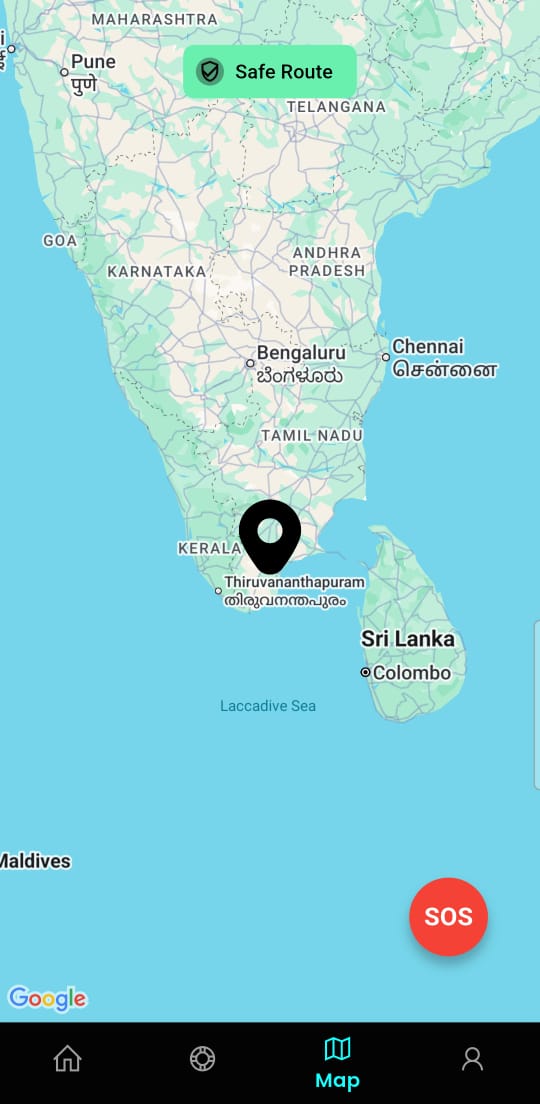 MAHARASHTRA
Pune
पुणे
Safe Route
TELANGANA
GOA
KARNATAKA
ANDHRA
PRADESH
Bengaluru
ಬೆಂಗಳೂರು
Chennai
சென்னை
TAMIL NADU
KERALA
Thiruvananthapuram
തിരുവനന്തപുരം
Sri Lanka
Colombo
Laccadive Sea
Maldives
SOS
Google
Map